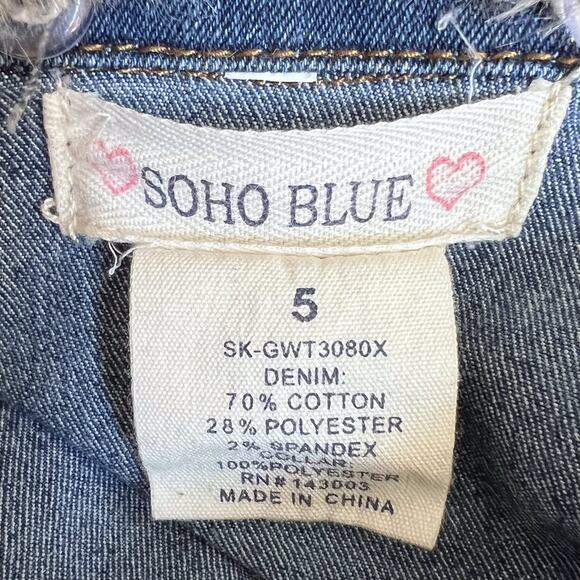 SOHO BLUE
5
SK-GWT3080X
DENIM:
70% COTTON
28% POLYESTER
2% SPANDEX
COLLAR:
100%POLYESTER
RN# 143003
MADE IN CHINA